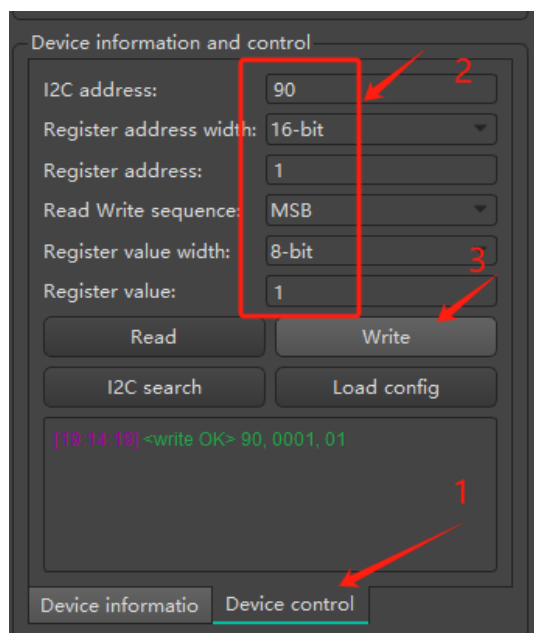 Device information and control
2
I2C address: 90
Register address width: 16-bit
Register address: 1
Read Write sequence: MSB
Register value width: 8-bit
3
Register value: 1
Read Write
I2C search Load config
[19:14:19] <write OK> 90, 0001, 01
1
Device informatio Device control